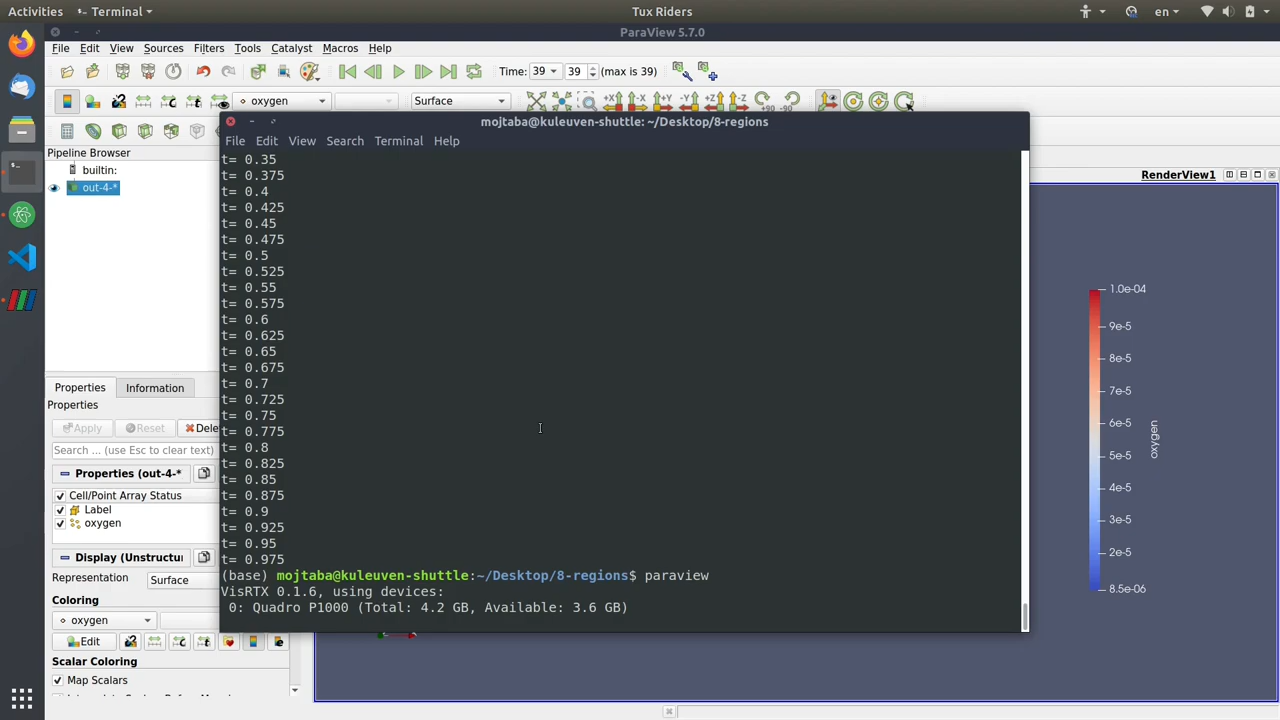 Activities
Terminal
Tux Riders
en
ParaView 5.7.0
File Edit View Sources Filters Tools Catalyst Macros Help
Time: 39 39 (max is 39)
oxygen
Surface
+X -X +Y -Y +Z -Z +90 -90
Pipeline Browser
builtin:
out-4-*
Properties Information
Properties
Apply Reset Dele
Search ... (use Esc to clear text)
Properties (out-4-*
Cell/Point Array Status
Label
oxygen
Display (Unstructu
Representation Surface
Coloring
oxygen
Edit
Scalar Coloring
Map Scalars
mojtaba@kuleuven-shuttle: ~/Desktop/8-regions
File Edit View Search Terminal Help
t= 0.35
t= 0.375
t= 0.4
t= 0.425
t= 0.45
t= 0.475
t= 0.5
t= 0.525
t= 0.55
t= 0.575
t= 0.6
t= 0.625
t= 0.65
t= 0.675
t= 0.7
t= 0.725
t= 0.75
t= 0.775
t= 0.8
t= 0.825
t= 0.85
t= 0.875
t= 0.9
t= 0.925
t= 0.95
t= 0.975
(base) mojtaba@kuleuven-shuttle:~/Desktop/8-regions$ paraview
VisRTX 0.1.6, using devices:
0: Quadro P1000 (Total: 4.2 GB, Available: 3.6 GB)
RenderView1
1.0e-04
9e-5
8e-5
7e-5
6e-5
5e-5
4e-5
3e-5
2e-5
8.5e-06
oxygen